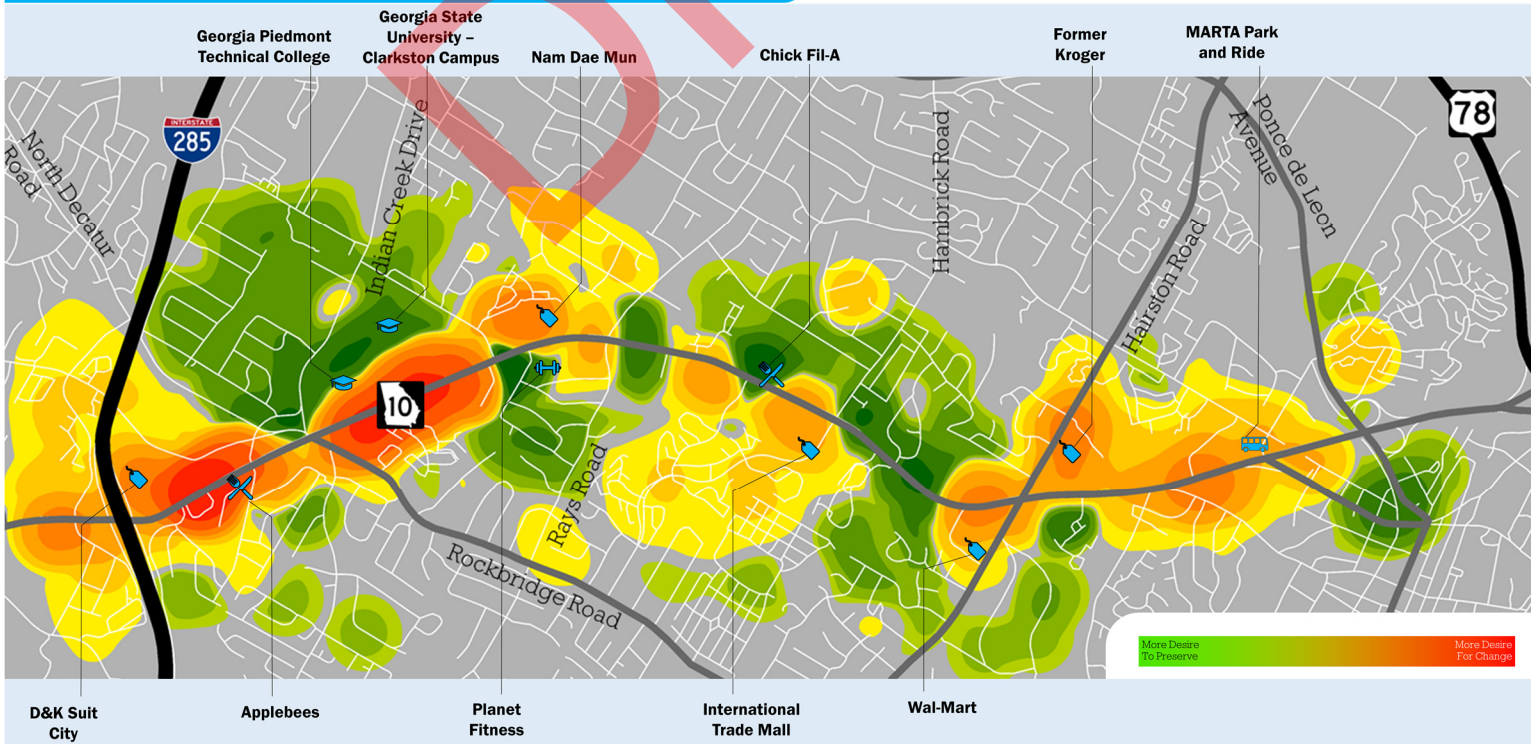 Georgia Piedmont
Technical College
Georgia State
University –
Clarkston Campus
Nam Dae Mun
Chick Fil-A
Former
Kroger
MARTA Park
and Ride
INTERSTATE
285
78
North Decatur
Road
Indian Creek Drive
Hambrick Road
Ponce de Leon
Avenue
Hairston Road
10
Rays Road
Rockbridge Road
More Desire
To Preserve
More Desire
For Change
D&K Suit
City
Applebees
Planet
Fitness
International
Trade Mall
Wal-Mart